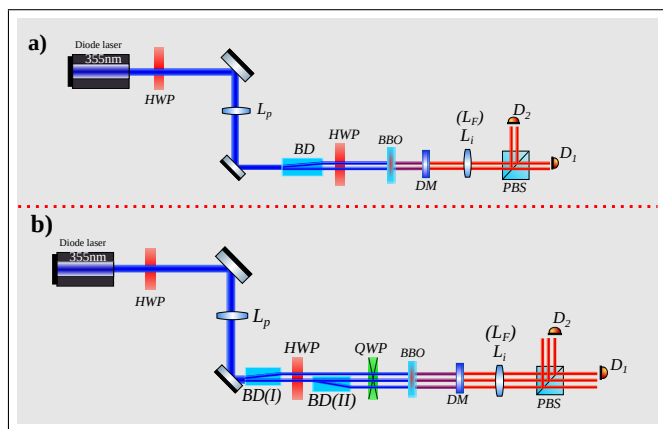 a)
Diode laser
355nm
HWP
L_p
BD
HWP
BBO
DM
(L_F)
L_i
D_2
D_1
PBS
b)
Diode laser
355nm
HWP
L_p
BD(I)
HWP
BD(II)
QWP
BBO
DM
(L_F)
L_i
D_2
D_1
PBS